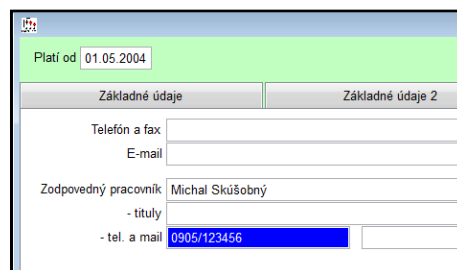 Platí od 01.05.2004
Základné údaje Základné údaje 2
Telefón a fax
E-mail
Zodpovedný pracovník Michal Skúšobný
- tituly
- tel. a mail 0905/123456